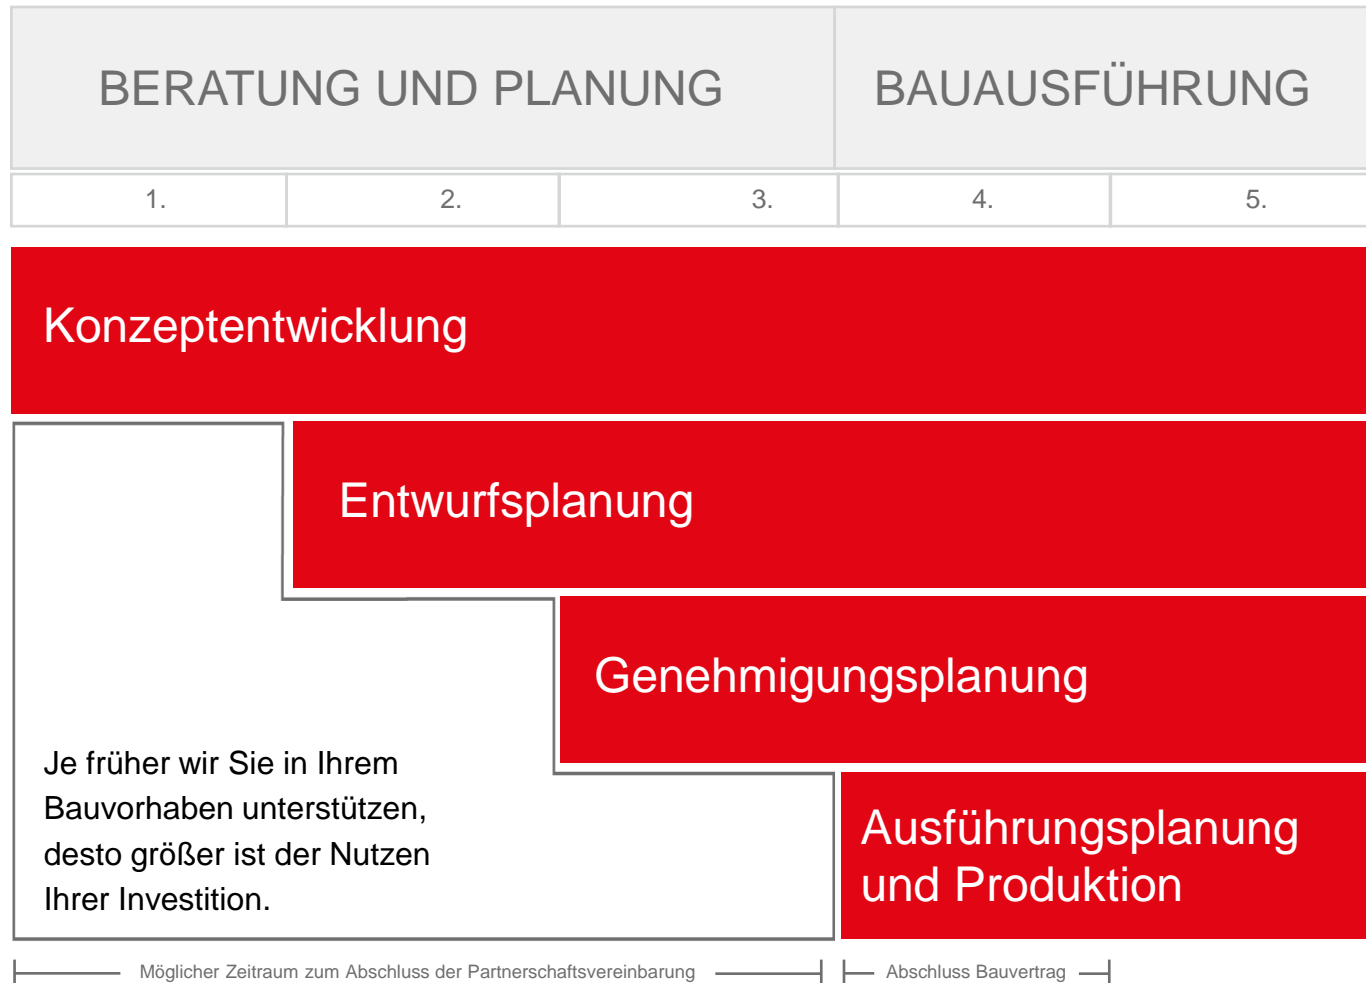 BERATUNG UND PLANUNG
BAUAUSFÜHRUNG
1.
2.
3.
4.
5.
Konzeptentwicklung
Entwurfsplanung
Genehmigungsplanung
Je früher wir Sie in Ihrem
Bauvorhaben unterstützen,
desto größer ist der Nutzen
Ihrer Investition.
Ausführungsplanung
und Produktion
Möglicher Zeitraum zum Abschluss der Partnerschaftsvereinbarung
Abschluss Bauvertrag